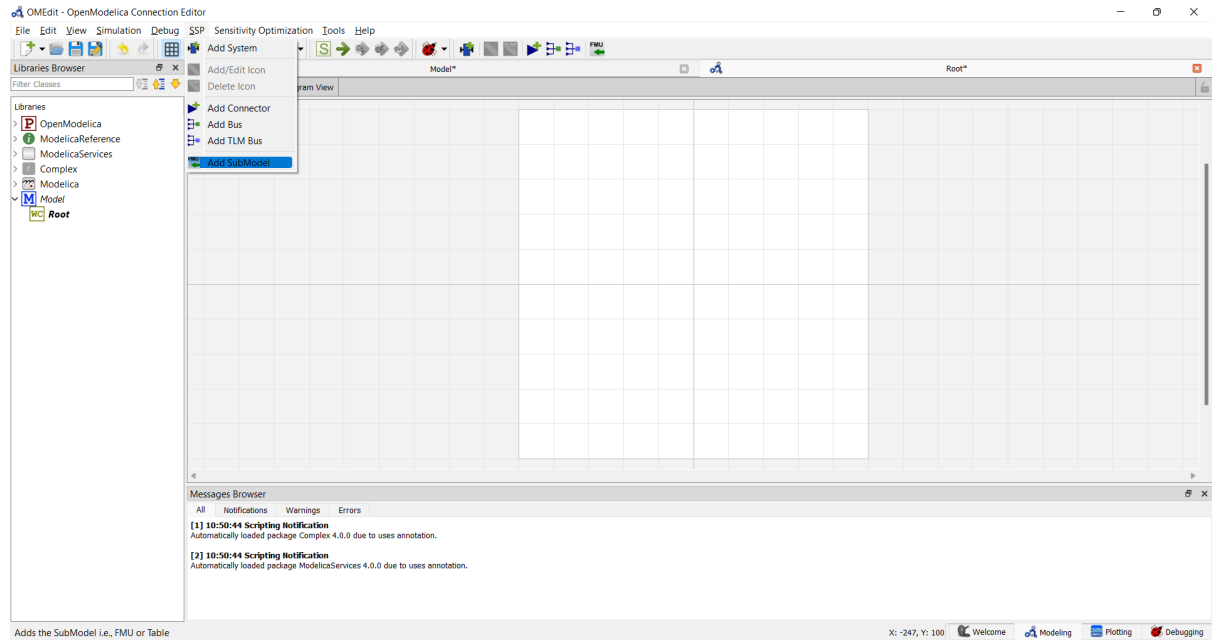 OMEdit - OpenModelica Connection Editor
File Edit View Simulation Debug SSP Sensitivity Optimization Tools Help
Add System
S
FMU
Libraries Browser
Add/Edit Icon
Model*
Root*
Filter Classes
Delete Icon
gram View
Libraries
Add Connector
P OpenModelica
Add Bus
ModelicaReference
Add TLM Bus
ModelicaServices
FMU Add SubModel
Complex
Modelica
M Model
WC Root
Messages Browser
All Notifications Warnings Errors
[1] 10:50:44 Scripting Notification
Automatically loaded package Complex 4.0.0 due to uses annotation.
[2] 10:50:44 Scripting Notification
Automatically loaded package ModelicaServices 4.0.0 due to uses annotation.
Adds the SubModel i.e., FMU or Table
X: -247, Y: 100 Welcome Modeling Plotting Debugging